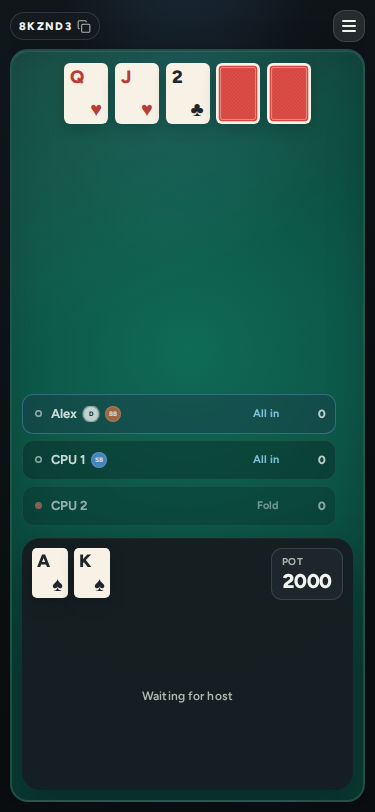 8KZND3
Q J 2
Alex D BB All in 0
CPU 1 SB All in 0
CPU 2 Fold 0
A K
POT
2000
Waiting for host